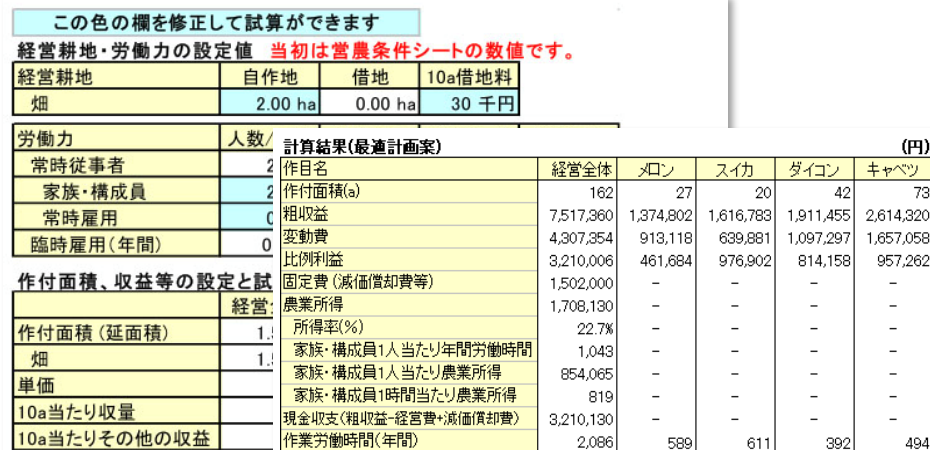 この色の欄を修正して試算ができます
経営耕地・労働力の設定値 当初は営農条件シートの数値です。
経営耕地 自作地 借地 10a借地料
畑 2.00 ha 0.00 ha 30 千円
労働力 人数/
常時従事者 2
家族・構成員 2
常時雇用 0
臨時雇用(年間) 0
作付面積、収益等の設定と試
経営
作付面積(延面積) 1.
畑 1.
単価
10a当たり収量
10a当たりその他の収益
計算結果(最適計画案) (円)
作目名 経営全体 メロン スイカ ダイコン キャベツ
作付面積(a) 162 27 20 42 73
粗収益 7,517,360 1,374,802 1,616,783 1,911,455 2,614,320
変動費 4,307,354 913,118 639,881 1,097,297 1,657,058
比例利益 3,210,006 461,684 976,902 814,158 957,262
固定費(減価償却費等) 1,502,000 - - - -
農業所得 1,708,130 - - - -
所得率(%) 22.7% - - - -
家族・構成員1人当たり年間労働時間 1,043 - - - -
家族・構成員1人当たり農業所得 854,065 - - - -
家族・構成員1時間当たり農業所得 819 - - - -
現金収支(粗収益-経営費+減価償却費) 3,210,130 - - - -
作業労働時間(年間) 2,086 589 611 392 494